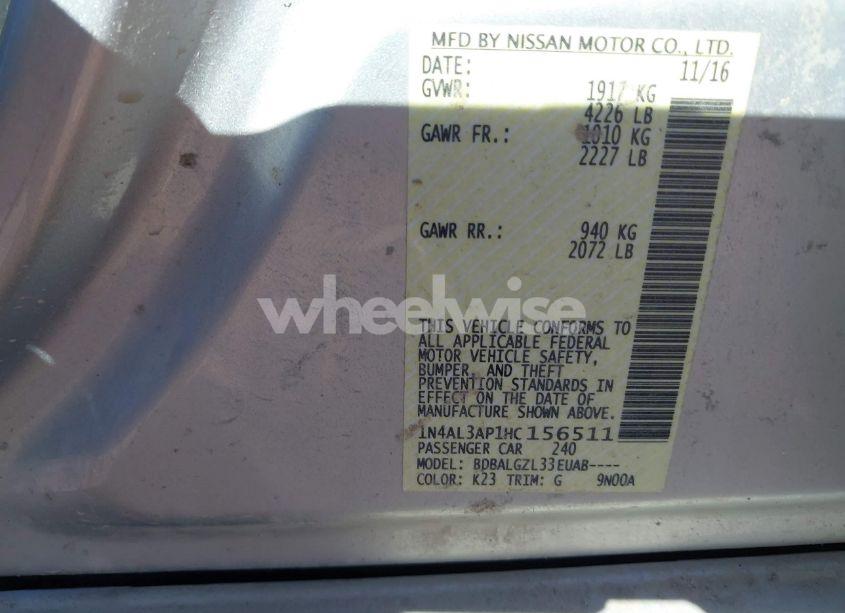 MFD BY NISSAN MOTOR CO., LTD.
DATE: 11/16
GVWR: 1917 KG
4226 LB
GAWR FR.: 1010 KG
2227 LB
GAWR RR.: 940 KG
2072 LB
wheelwise
THIS VEHICLE CONFORMS TO
ALL APPLICABLE FEDERAL
MOTOR VEHICLE SAFETY,
BUMPER, AND THEFT
PREVENTION STANDARDS IN
EFFECT ON THE DATE OF
MANUFACTURE SHOWN ABOVE.
1N4AL3AP1HC156511
PASSENGER CAR 240
MODEL: BDBALGZL33EUAB----
COLOR: K23 TRIM: G 9N00A